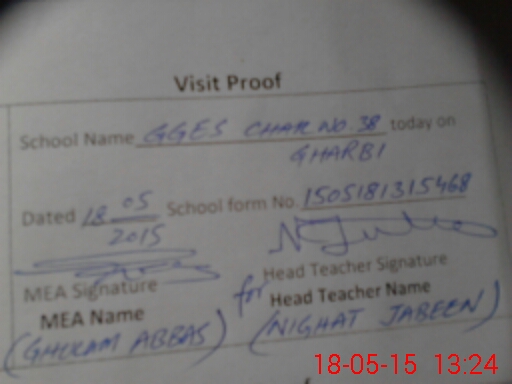 Visit Proof
School Name GGES CHAK NO. 38 today on
GHARBI
Dated 18 05 School form No. 1505181315468
2015
MEA Signature Head Teacher Signature
MEA Name for Head Teacher Name
(GHULAM ABBAS) (NIGHAT JABEEN)
18-05-15 13:24